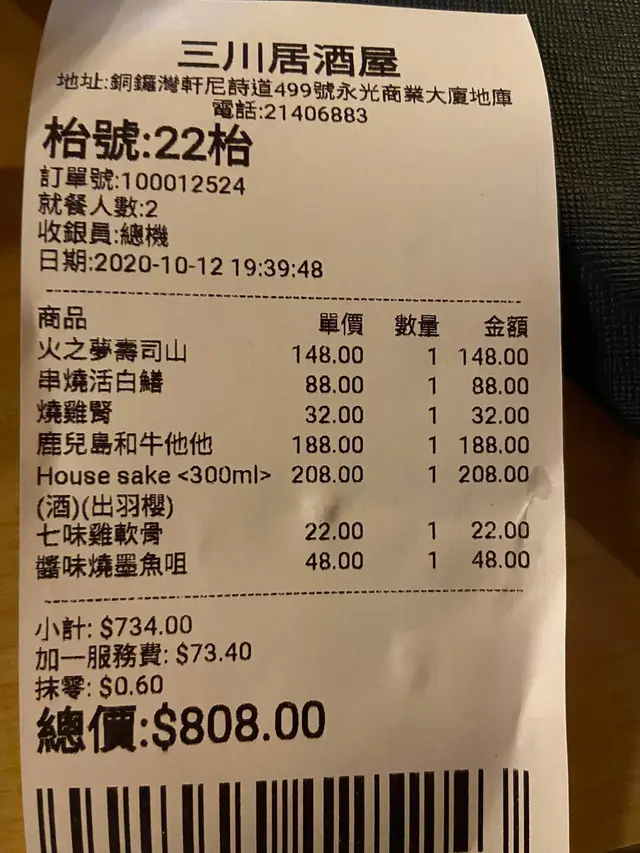 三川居酒屋
地址:銅鑼灣軒尼詩道499號永光商業大廈地庫
電話:21406883
枱號:22枱
訂單號:100012524
就餐人數:2
收銀員:總機
日期:2020-10-12 19:39:48
商品 單價 數量 金額
火之夢壽司山 148.00 1 148.00
串燒活白鱔 88.00 1 88.00
燒雞腎 32.00 1 32.00
鹿兒島和牛他他 188.00 1 188.00
House sake <300ml> 208.00 1 208.00
(酒)(出羽櫻)
七味雞軟骨 22.00 1 22.00
醬味燒墨魚咀 48.00 1 48.00
小計: $734.00
加一服務費: $73.40
抹零: $0.60
總價:$808.00